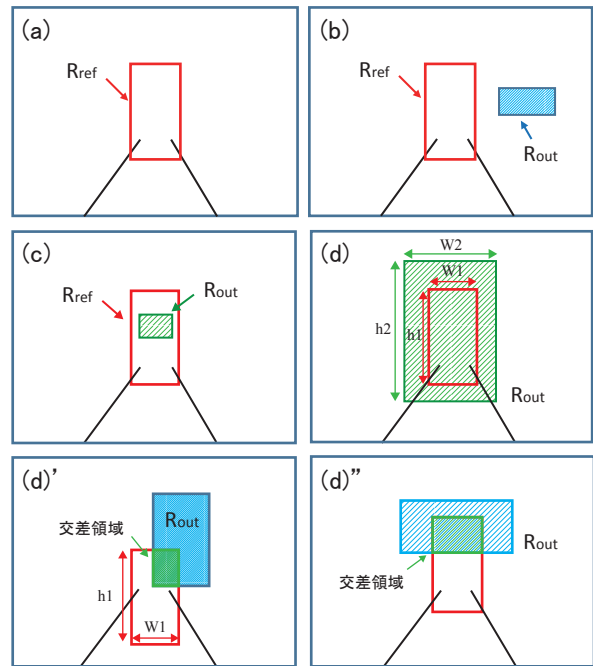 (a)
Rref
(b)
Rref
Rout
(c)
Rref
Rout
(d)
W2
W1
h2
h1
Rout
(d)'
Rout
交差領域
h1
W1
(d)"
Rout
交差領域